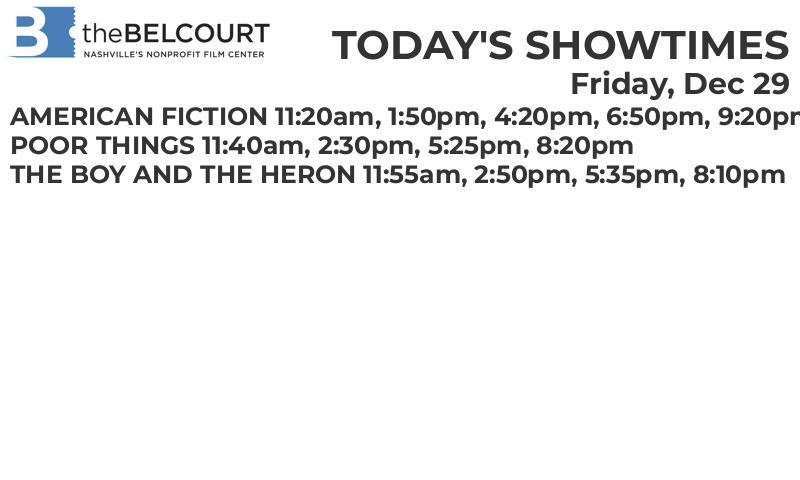 B theBELCOURT
NASHVILLE'S NONPROFIT FILM CENTER
TODAY'S SHOWTIMES
Friday, Dec 29
AMERICAN FICTION 11:20am, 1:50pm, 4:20pm, 6:50pm, 9:20pm
POOR THINGS 11:40am, 2:30pm, 5:25pm, 8:20pm
THE BOY AND THE HERON 11:55am, 2:50pm, 5:35pm, 8:10pm